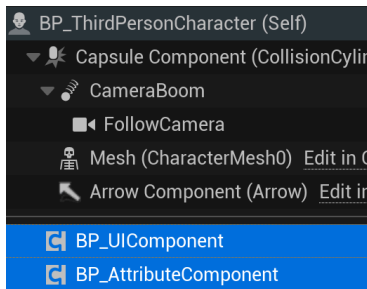 BP_ThirdPersonCharacter (Self)
Capsule Component (CollisionCylin
CameraBoom
FollowCamera
Mesh (CharacterMesh0) Edit in C
Arrow Component (Arrow) Edit in
BP_UIComponent
BP_AttributeComponent